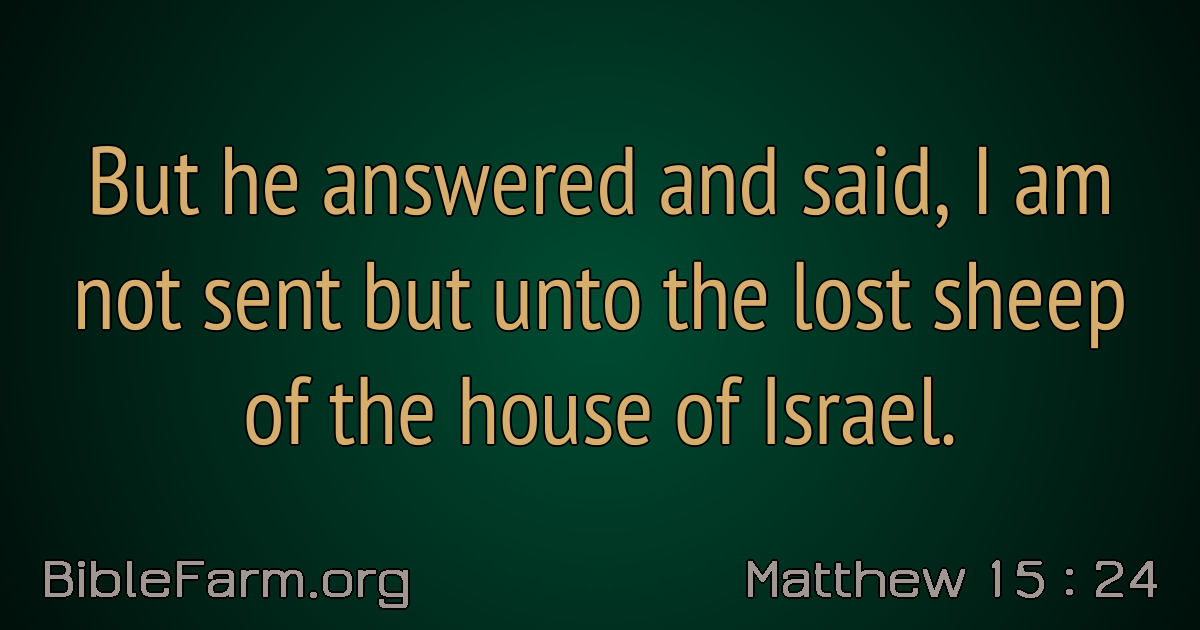 But he answered and said, I am
not sent but unto the lost sheep
of the house of Israel.
BibleFarm.org
Matthew 15 : 24